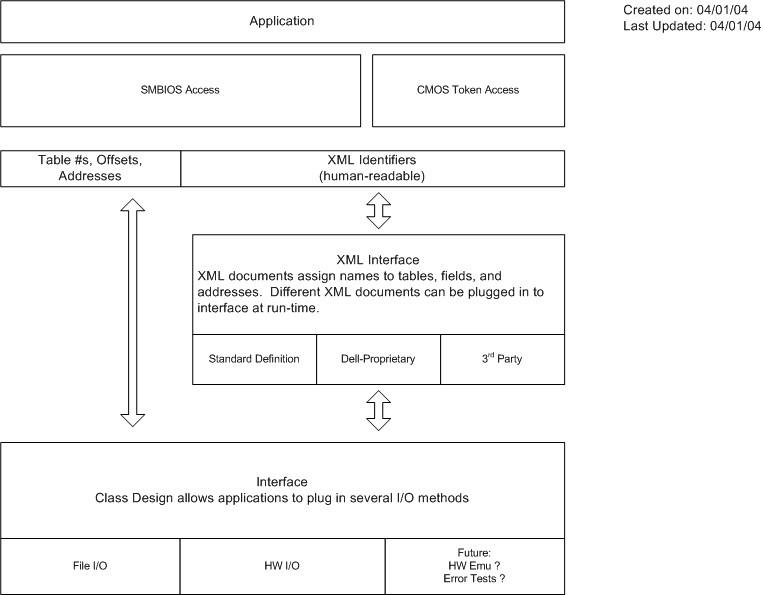 Created on: 04/01/04
Last Updated: 04/01/04
Application
SMBIOS Access
CMOS Token Access
Table #s, Offsets,
Addresses
XML Identifiers
(human-readable)
XML Interface
XML documents assign names to tables, fields, and
addresses.  Different XML documents can be plugged in to
interface at run-time.
Standard Definition
Dell-Proprietary
3rd Party
Interface
Class Design allows applications to plug in several I/O methods
File I/O
HW I/O
Future:
HW Emu ?
Error Tests ?